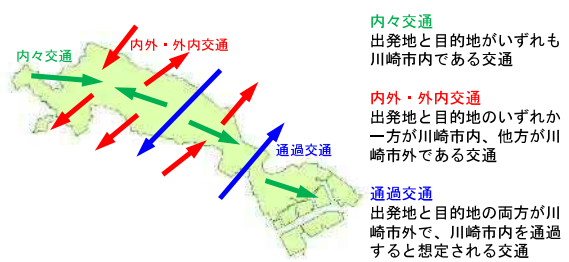 内々交通
内外・外内交通
通過交通
内々交通
出発地と目的地がいずれも
川崎市内である交通
内外・外内交通
出発地と目的地のいずれか
一方が川崎市内、他方が川
崎市外である交通
通過交通
出発地と目的地の両方が川
崎市外で、川崎市内を通過
すると想定される交通